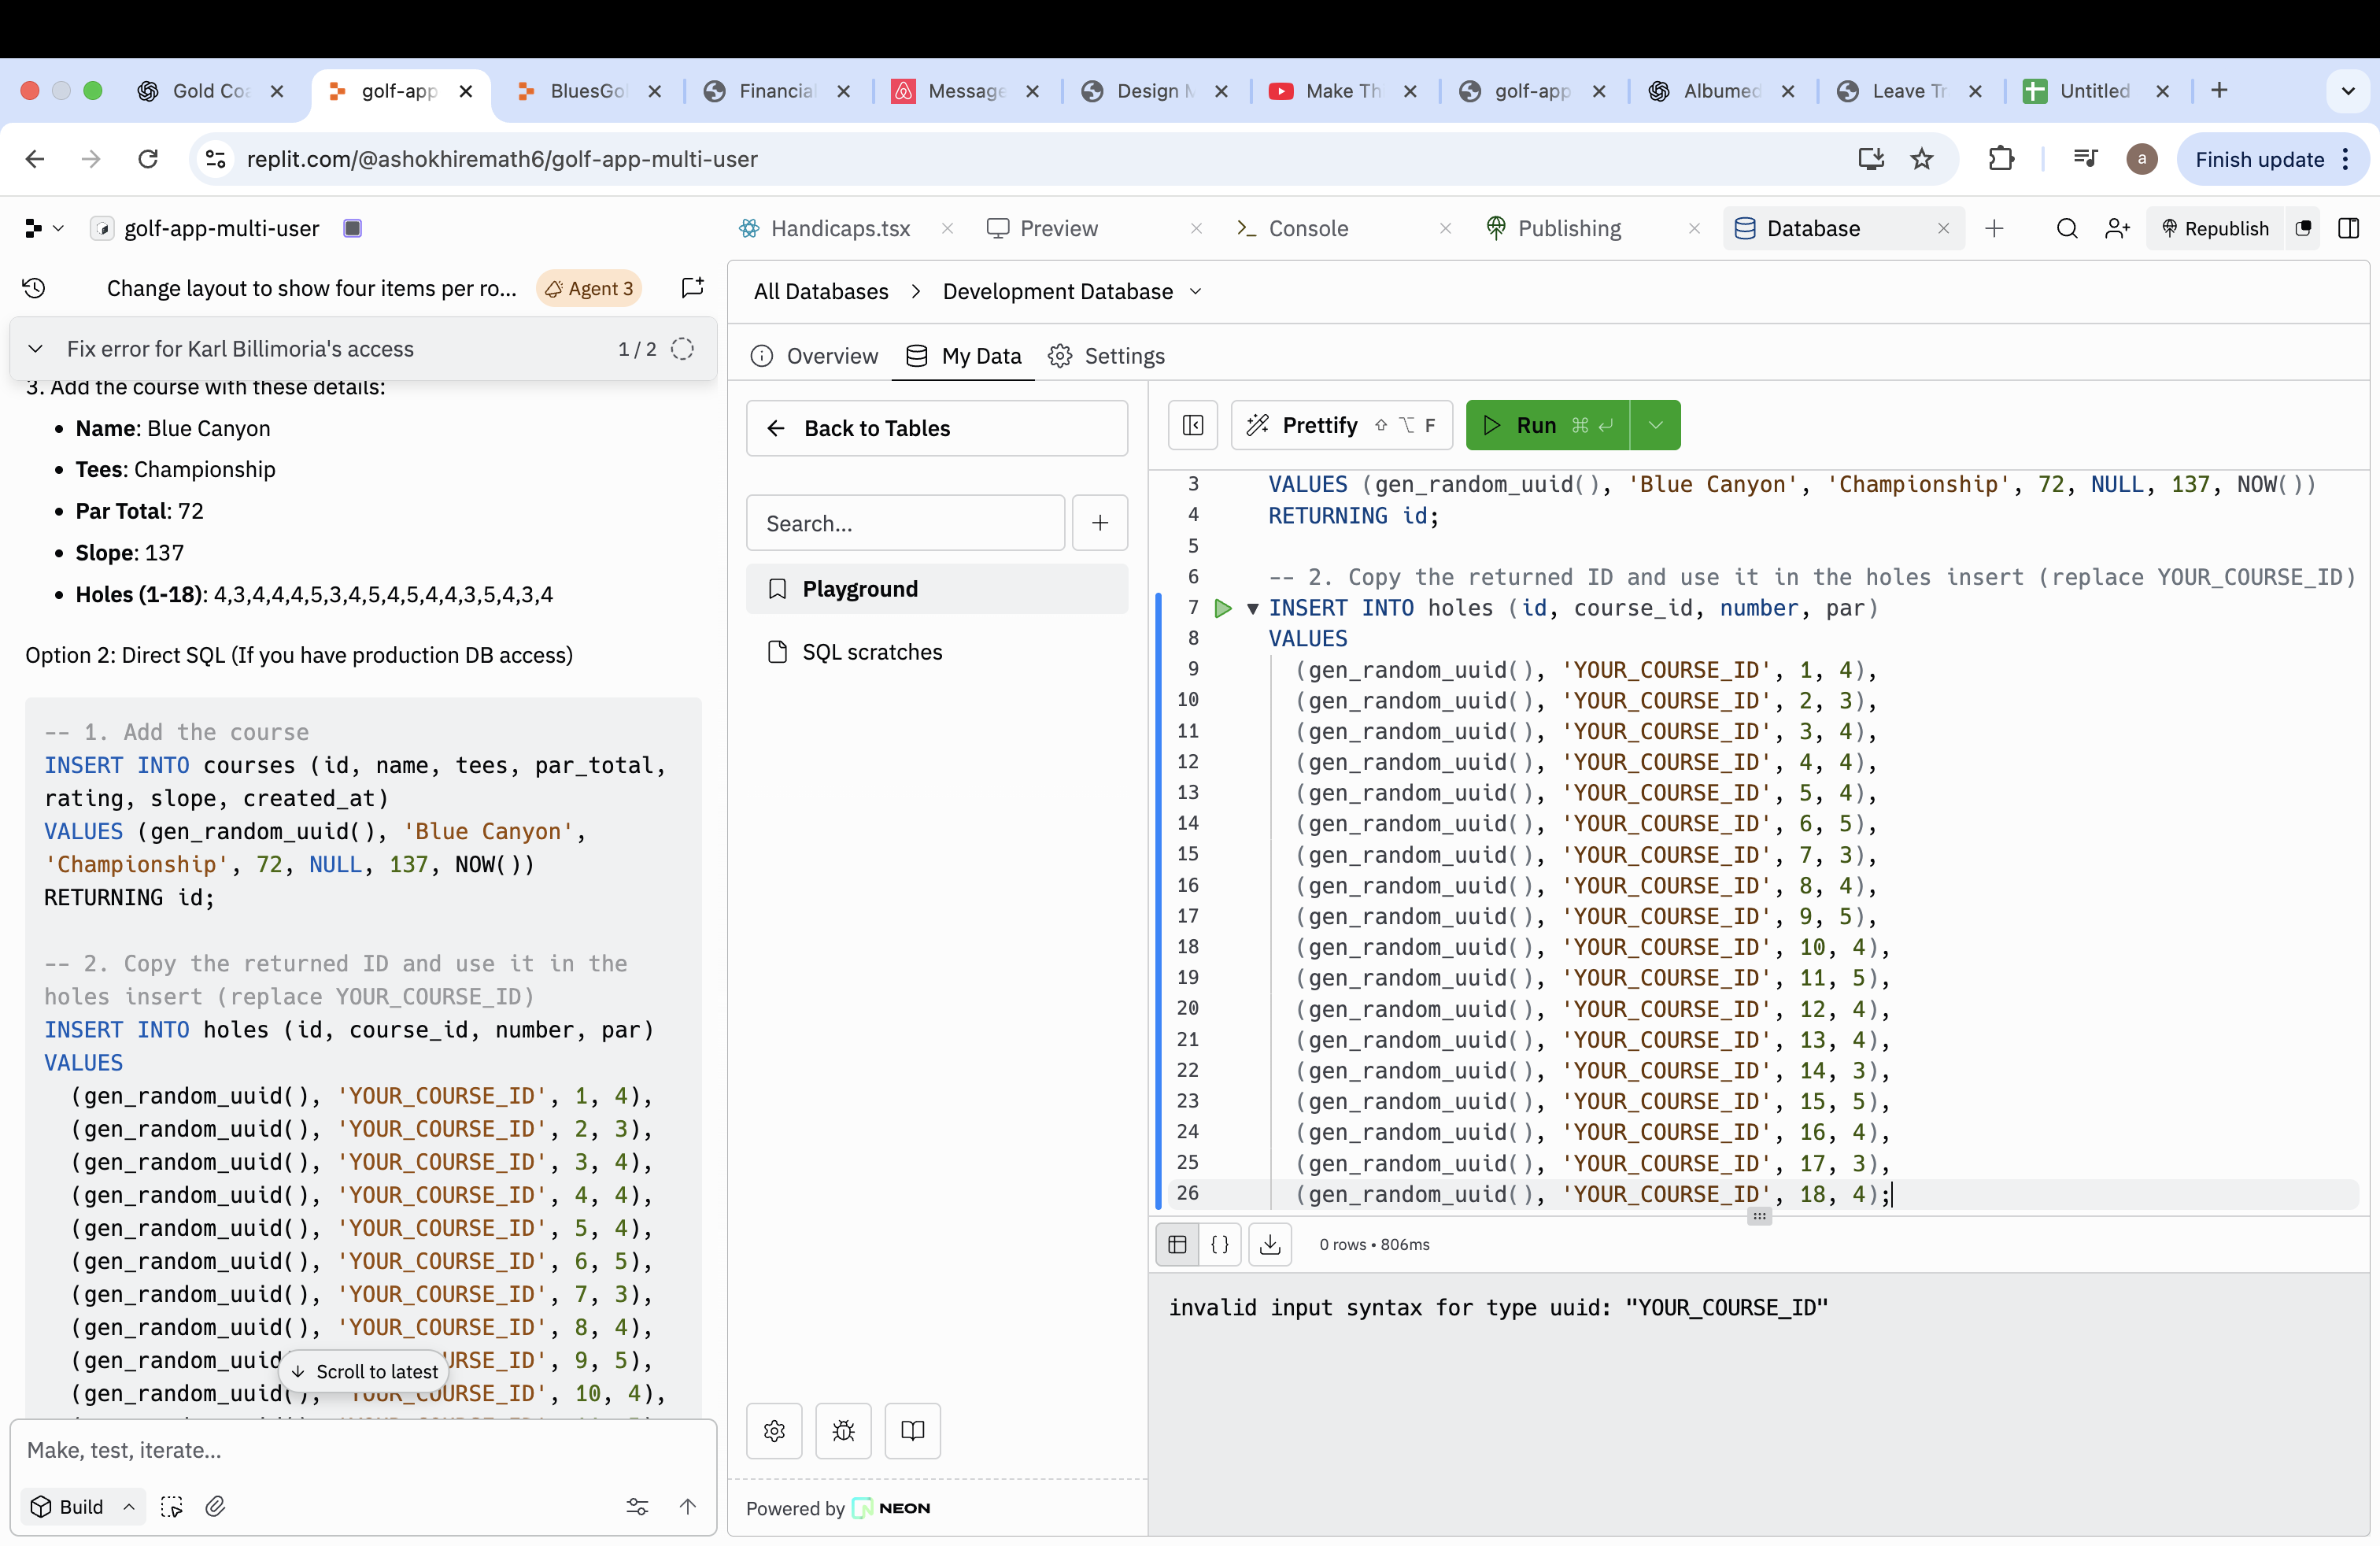 Gold Co
golf-app
BluesGo
Financia
Message
Design M
Make Th
golf-app
Albumed
Leave Tr
Untitled
replit.com/@ashokhiremath6/golf-app-multi-user
a
Finish update
golf-app-multi-user
Handicaps.tsx
Preview
Console
Publishing
Database
Republish
Change layout to show four items per ro...
Agent 3
All Databases > Development Database
Fix error for Karl Billimoria's access
1 / 2
Overview
My Data
Settings
3. Add the course with these details:
• Name: Blue Canyon
• Tees: Championship
• Par Total: 72
• Slope: 137
• Holes (1-18): 4,3,4,4,4,5,3,4,5,4,5,4,4,3,5,4,3,4
Option 2: Direct SQL (If you have production DB access)
-- 1. Add the course
INSERT INTO courses (id, name, tees, par_total,
rating, slope, created_at)
VALUES (gen_random_uuid(), 'Blue Canyon',
'Championship', 72, NULL, 137, NOW())
RETURNING id;
-- 2. Copy the returned ID and use it in the
holes insert (replace YOUR_COURSE_ID)
INSERT INTO holes (id, course_id, number, par)
VALUES
(gen_random_uuid(), 'YOUR_COURSE_ID', 1, 4),
(gen_random_uuid(), 'YOUR_COURSE_ID', 2, 3),
(gen_random_uuid(), 'YOUR_COURSE_ID', 3, 4),
(gen_random_uuid(), 'YOUR_COURSE_ID', 4, 4),
(gen_random_uuid(), 'YOUR_COURSE_ID', 5, 4),
(gen_random_uuid(), 'YOUR_COURSE_ID', 6, 5),
(gen_random_uuid(), 'YOUR_COURSE_ID', 7, 3),
(gen_random_uuid(), 'YOUR_COURSE_ID', 8, 4),
(gen_random_uuid URSE_ID', 9, 5),
(gen_random_uuid(), 'YOUR_COURSE_ID', 10, 4),
Scroll to latest
Make, test, iterate...
Build
Back to Tables
Search...
Playground
SQL scratches
Powered by NEON
Prettify ⇧ ⌥ F
Run ⌘ ↵
3 VALUES (gen_random_uuid(), 'Blue Canyon', 'Championship', 72, NULL, 137, NOW())
4 RETURNING id;
5
6 -- 2. Copy the returned ID and use it in the holes insert (replace YOUR_COURSE_ID)
7 INSERT INTO holes (id, course_id, number, par)
8 VALUES
9 (gen_random_uuid(), 'YOUR_COURSE_ID', 1, 4),
10 (gen_random_uuid(), 'YOUR_COURSE_ID', 2, 3),
11 (gen_random_uuid(), 'YOUR_COURSE_ID', 3, 4),
12 (gen_random_uuid(), 'YOUR_COURSE_ID', 4, 4),
13 (gen_random_uuid(), 'YOUR_COURSE_ID', 5, 4),
14 (gen_random_uuid(), 'YOUR_COURSE_ID', 6, 5),
15 (gen_random_uuid(), 'YOUR_COURSE_ID', 7, 3),
16 (gen_random_uuid(), 'YOUR_COURSE_ID', 8, 4),
17 (gen_random_uuid(), 'YOUR_COURSE_ID', 9, 5),
18 (gen_random_uuid(), 'YOUR_COURSE_ID', 10, 4),
19 (gen_random_uuid(), 'YOUR_COURSE_ID', 11, 5),
20 (gen_random_uuid(), 'YOUR_COURSE_ID', 12, 4),
21 (gen_random_uuid(), 'YOUR_COURSE_ID', 13, 4),
22 (gen_random_uuid(), 'YOUR_COURSE_ID', 14, 3),
23 (gen_random_uuid(), 'YOUR_COURSE_ID', 15, 5),
24 (gen_random_uuid(), 'YOUR_COURSE_ID', 16, 4),
25 (gen_random_uuid(), 'YOUR_COURSE_ID', 17, 3),
26 (gen_random_uuid(), 'YOUR_COURSE_ID', 18, 4);
0 rows • 806ms
invalid input syntax for type uuid: "YOUR_COURSE_ID"